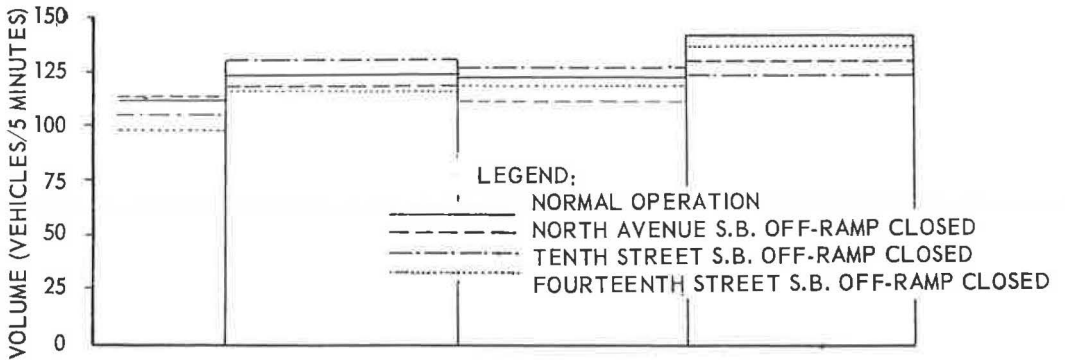 VOLUME (VEHICLES/5 MINUTES)
150
125
100
75
50
25
0
LEGEND:
NORMAL OPERATION
NORTH AVENUE S.B. OFF-RAMP CLOSED
TENTH STREET S.B. OFF-RAMP CLOSED
FOURTEENTH STREET S.B. OFF-RAMP CLOSED